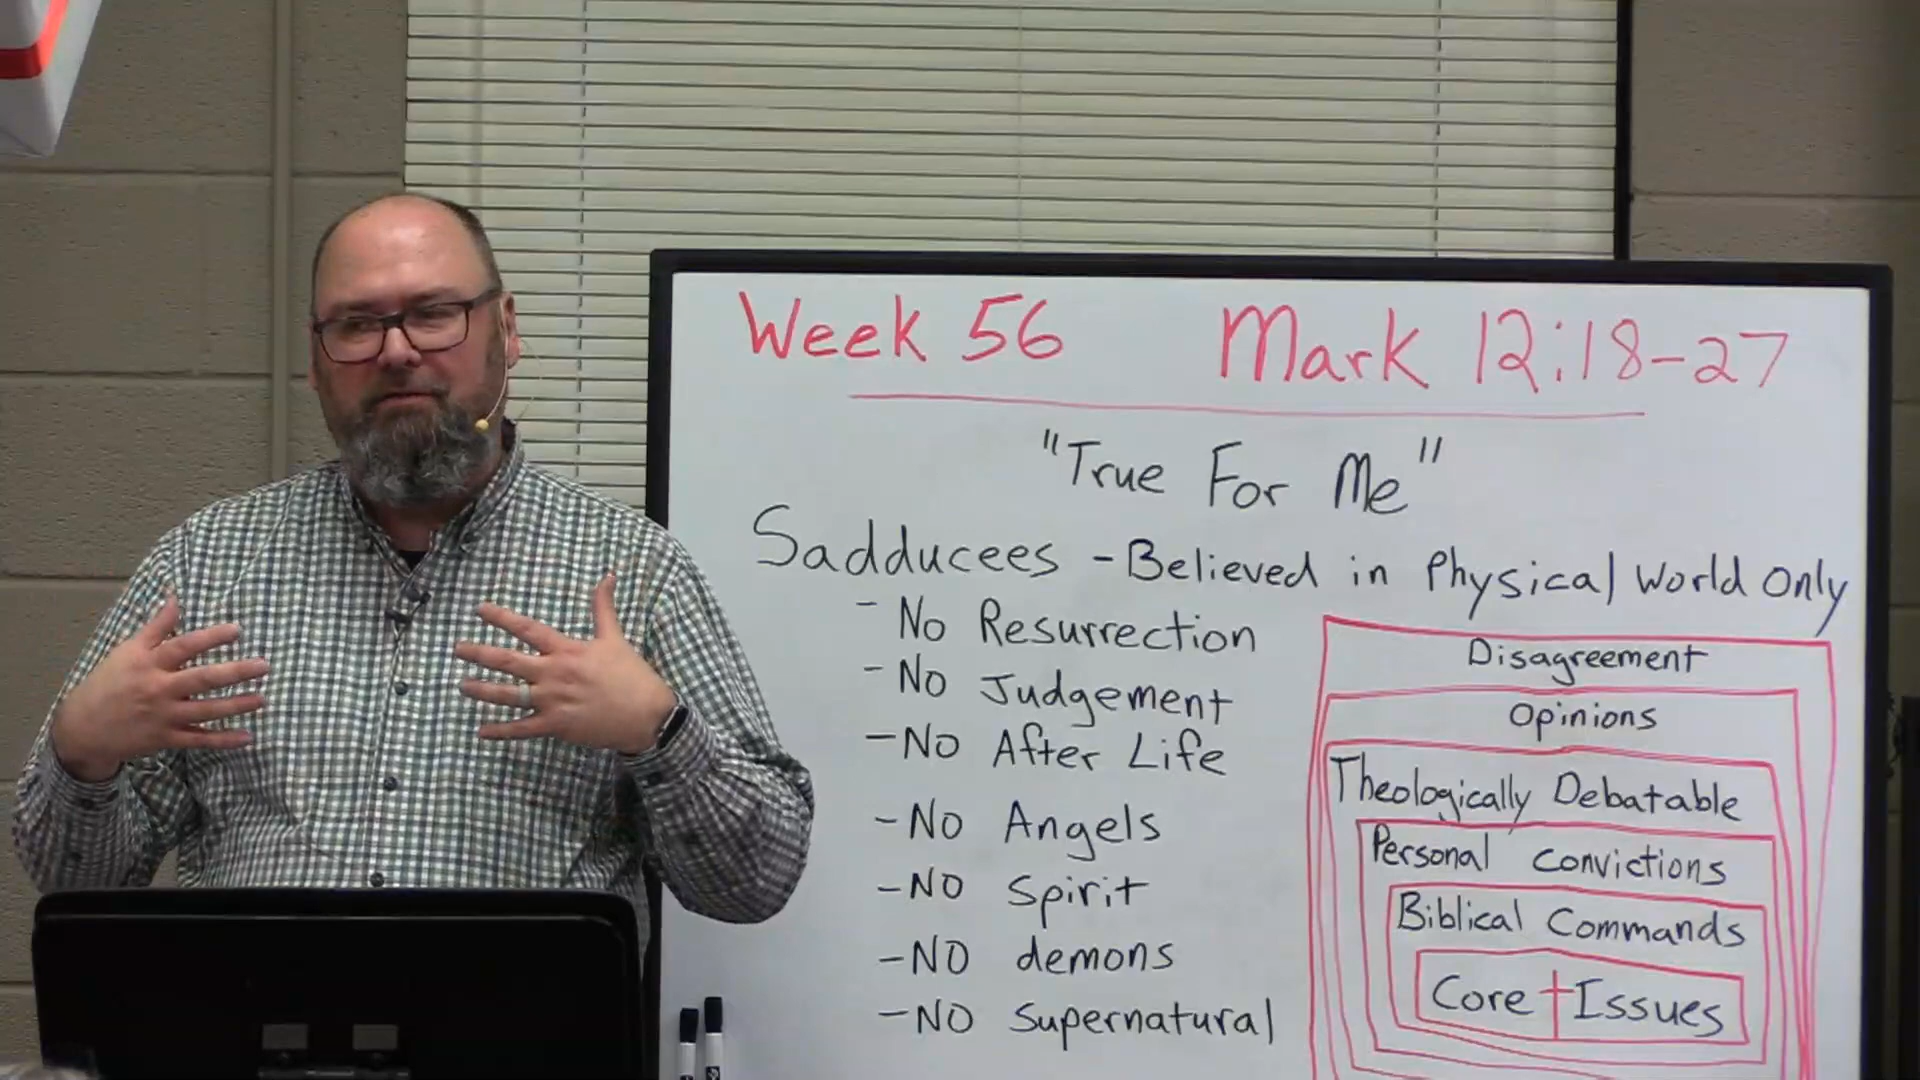 Week 56 Mark 12:18-27
"True For Me"
Sadducees - Believed in Physical World Only
- No Resurrection
- No Judgement
- No After Life
- No Angels
- No Spirit
- No demons
- No Supernatural
Disagreement
Opinions
Theologically Debatable
Personal Convictions
Biblical Commands
Core Issues